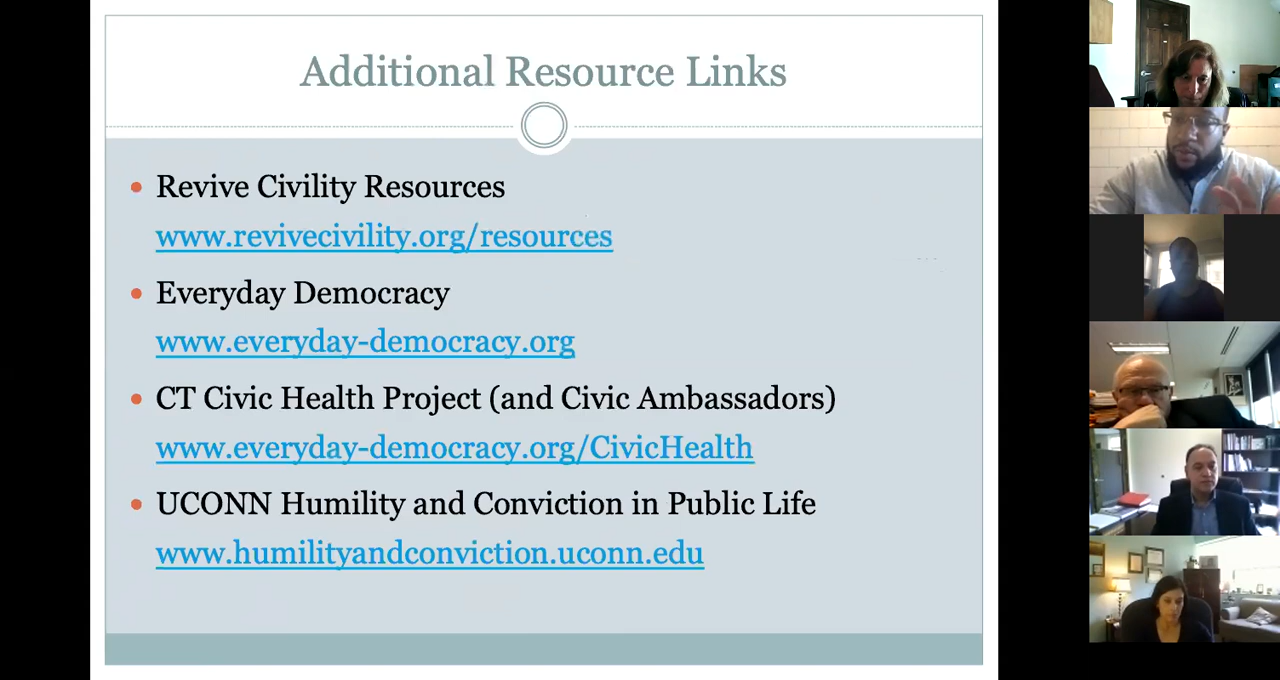 Additional Resource Links
• Revive Civility Resources
www.revivecivility.org/resources
• Everyday Democracy
www.everyday-democracy.org
• CT Civic Health Project (and Civic Ambassadors)
www.everyday-democracy.org/CivicHealth
• UCONN Humility and Conviction in Public Life
www.humilityandconviction.uconn.edu